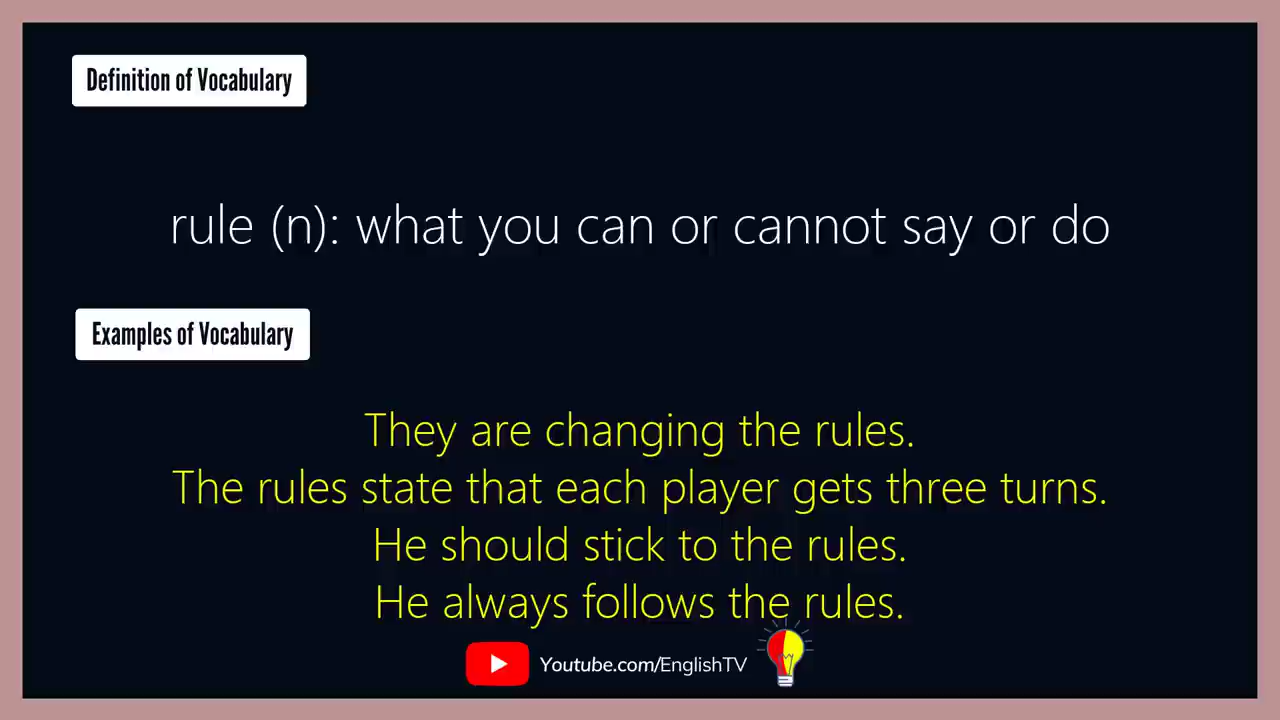 Definition of Vocabulary
rule (n): what you can or cannot say or do
Examples of Vocabulary
They are changing the rules.
The rules state that each player gets three turns.
He should stick to the rules.
He always follows the rules.
Youtube.com/EnglishTV